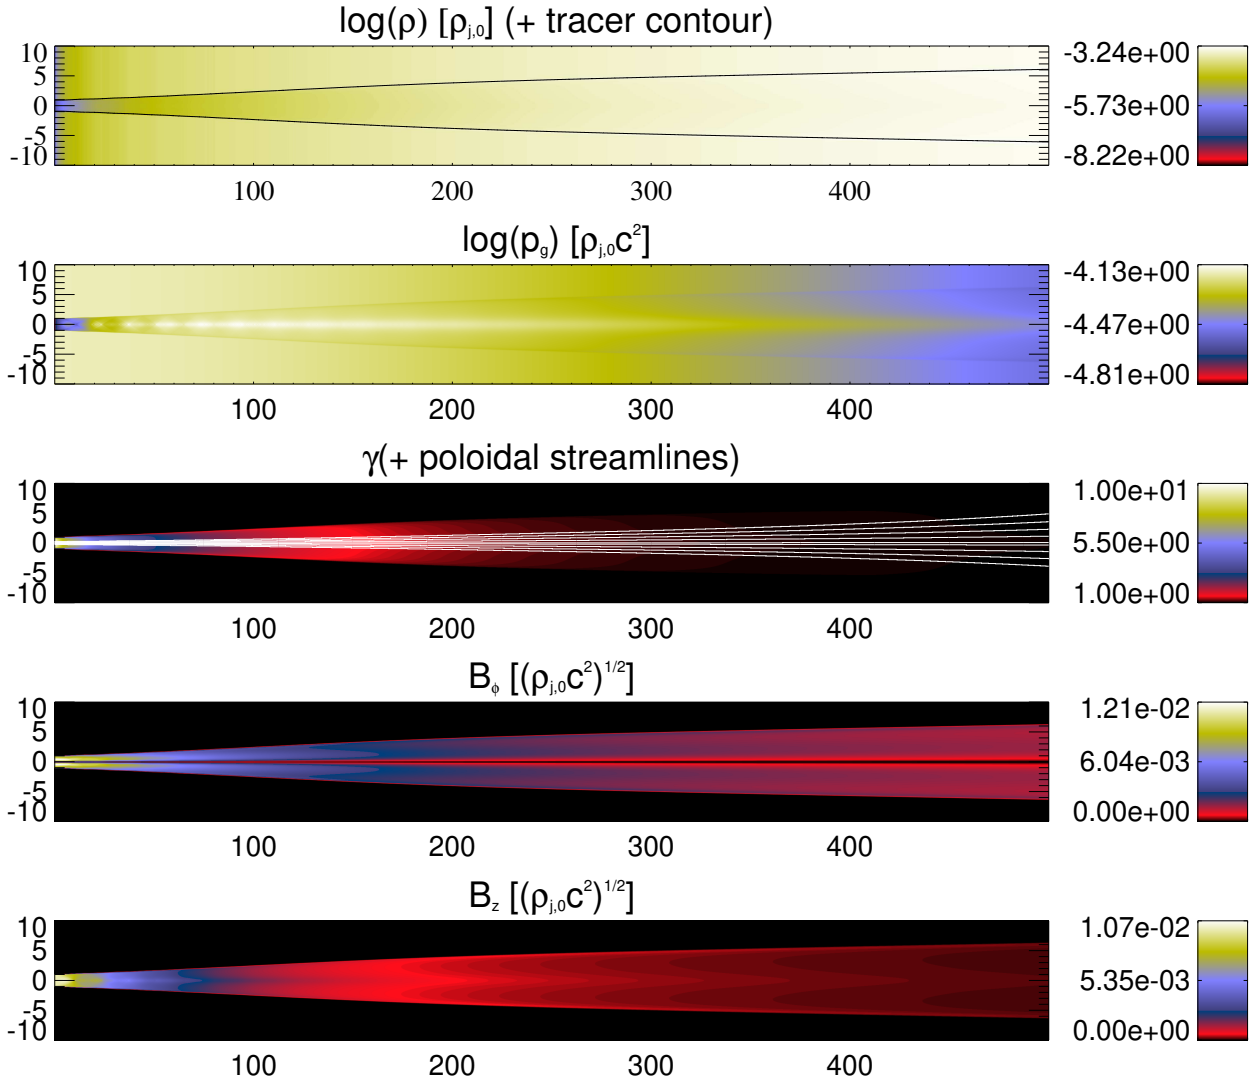 log(ρ) [ρj,0] (+ tracer contour)
10
5
0
-5
-10
100 200 300 400
-3.24e+00
-5.73e+00
-8.22e+00
log(pg) [ρj,0c²]
10
5
0
-5
-10
100 200 300 400
-4.13e+00
-4.47e+00
-4.81e+00
γ(+ poloidal streamlines)
10
5
0
-5
-10
100 200 300 400
1.00e+01
5.50e+00
1.00e+00
Bϕ [(ρj,0c²)1/2]
10
5
0
-5
-10
100 200 300 400
1.21e-02
6.04e-03
0.00e+00
Bz [(ρj,0c²)1/2]
10
5
0
-5
-10
100 200 300 400
1.07e-02
5.35e-03
0.00e+00